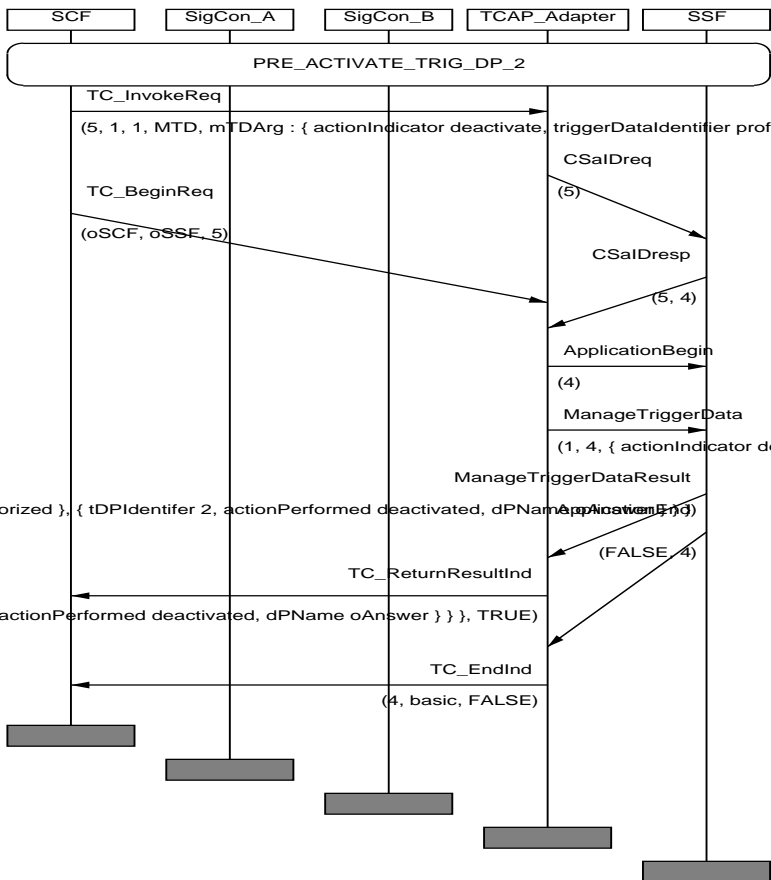 SCF SigCon_A SigCon_B TCAP_Adapter SSF
PRE_ACTIVATE_TRIG_DP_2
TC_InvokeReq
(5, 1, 1, MTD, mTDArg : { actionIndicator deactivate, triggerDataIdentifier prof
CSaIDreq
(5)
TC_BeginReq
(oSCF, oSSF, 5)
CSaIDresp
(5, 4)
ApplicationBegin
(4)
ManageTriggerData
(1, 4, { actionIndicator de
ManageTriggerDataResult
orized }, { tDPIdentifer 2, actionPerformed deactivated, dPName oAnswer } } })
ApplicationEnd
(FALSE, 4)
TC_ReturnResultInd
actionPerformed deactivated, dPName oAnswer } } }, TRUE)
TC_EndInd
(4, basic, FALSE)